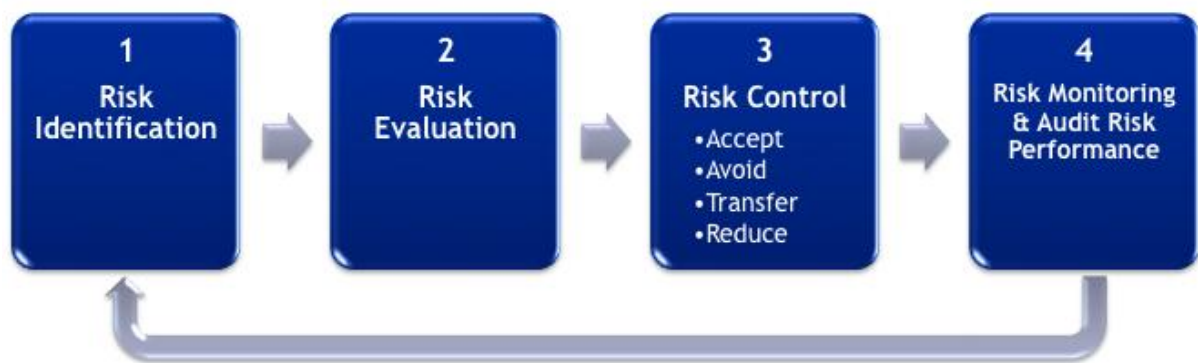 1
Risk
Identification
2
Risk
Evaluation
3
Risk Control
•Accept
•Avoid
•Transfer
•Reduce
4
Risk Monitoring
& Audit Risk
Performance